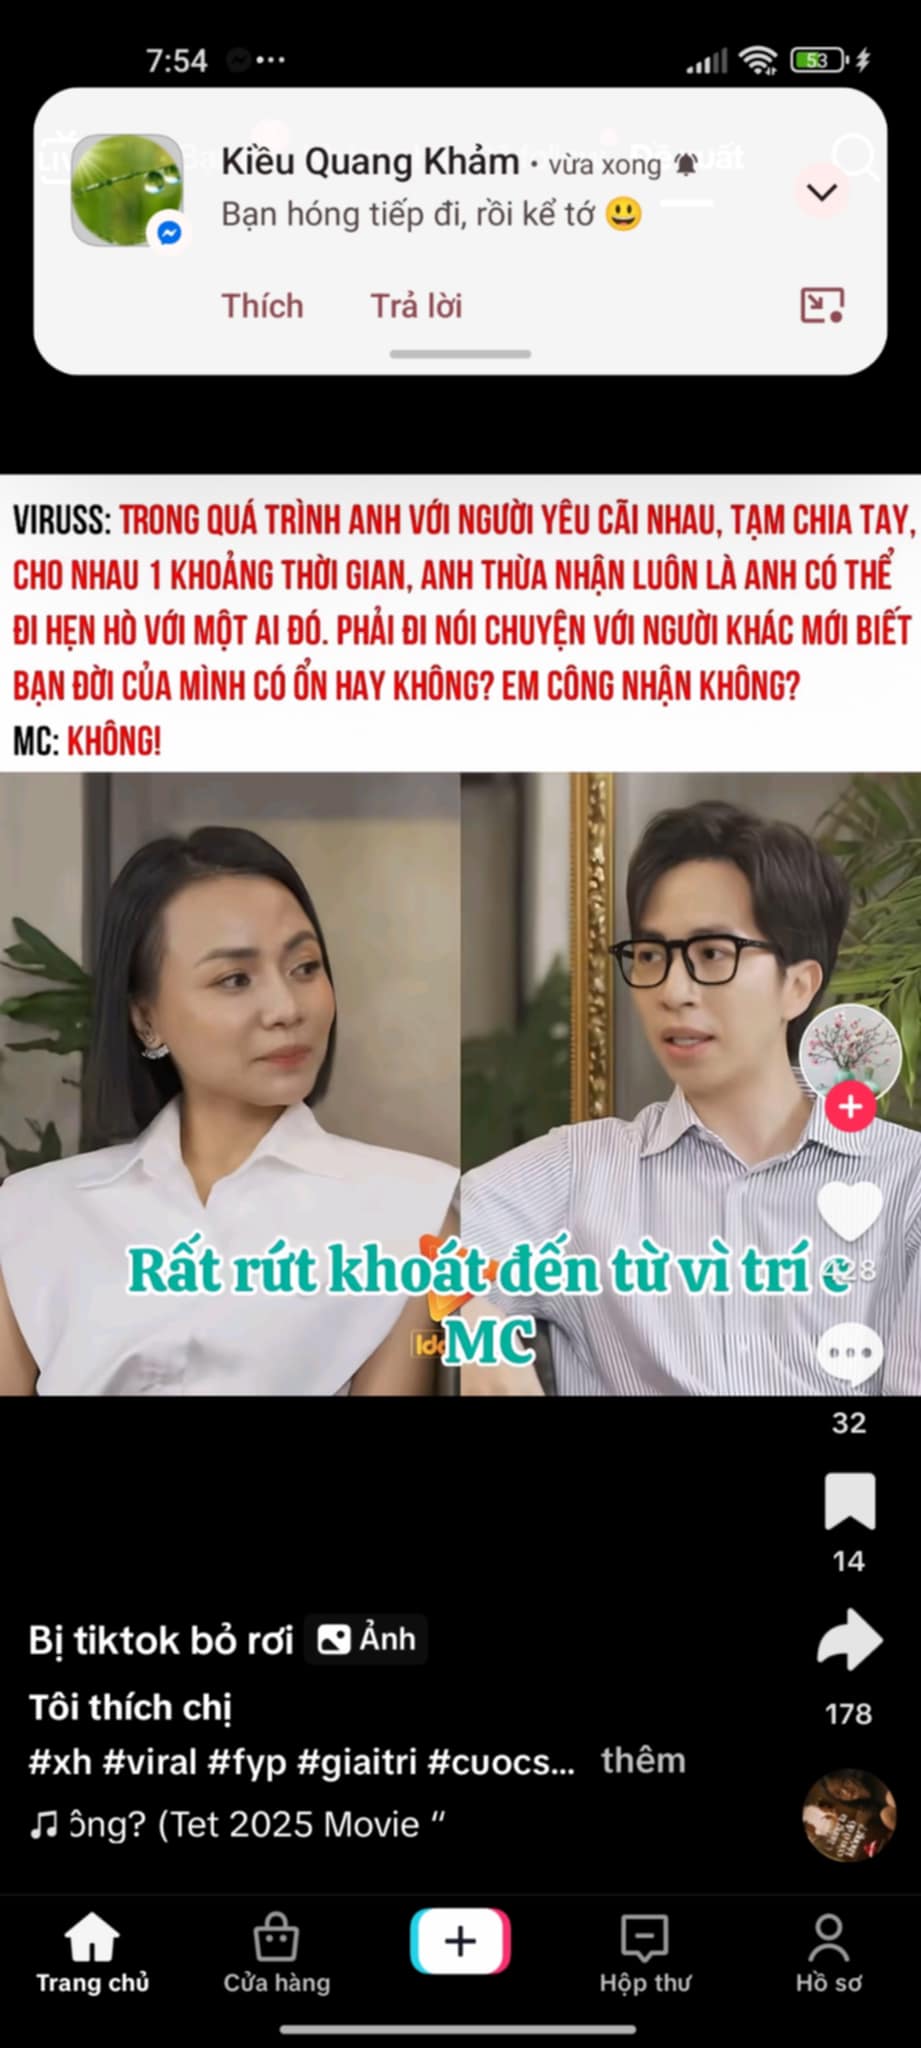 7:54
53
Kiều Quang Khảm • vừa xong
Bạn hóng tiếp đi, rồi kể tớ 😃
Thích Trả lời
VIRUSS: TRONG QUÁ TRÌNH ANH VỚI NGƯỜI YÊU CÃI NHAU, TẠM CHIA TAY,
CHO NHAU 1 KHOẢNG THỜI GIAN, ANH THỪA NHẬN LUÔN LÀ ANH CÓ THỂ
ĐI HẸN HÒ VỚI MỘT AI ĐÓ. PHẢI ĐI NÓI CHUYỆN VỚI NGƯỜI KHÁC MỚI BIẾT
BẠN ĐỜI CỦA MÌNH CÓ ỔN HAY KHÔNG? EM CÔNG NHẬN KHÔNG?
MC: KHÔNG!
Rất rứt khoát đến từ vì trí c
MC
32
14
178
Bị tiktok bỏ rơi Ảnh
Tôi thích chị
#xh #viral #fyp #giaitri #cuocs... thêm
ông? (Tet 2025 Movie “
Trang chủ Cửa hàng Hộp thư Hồ sơ